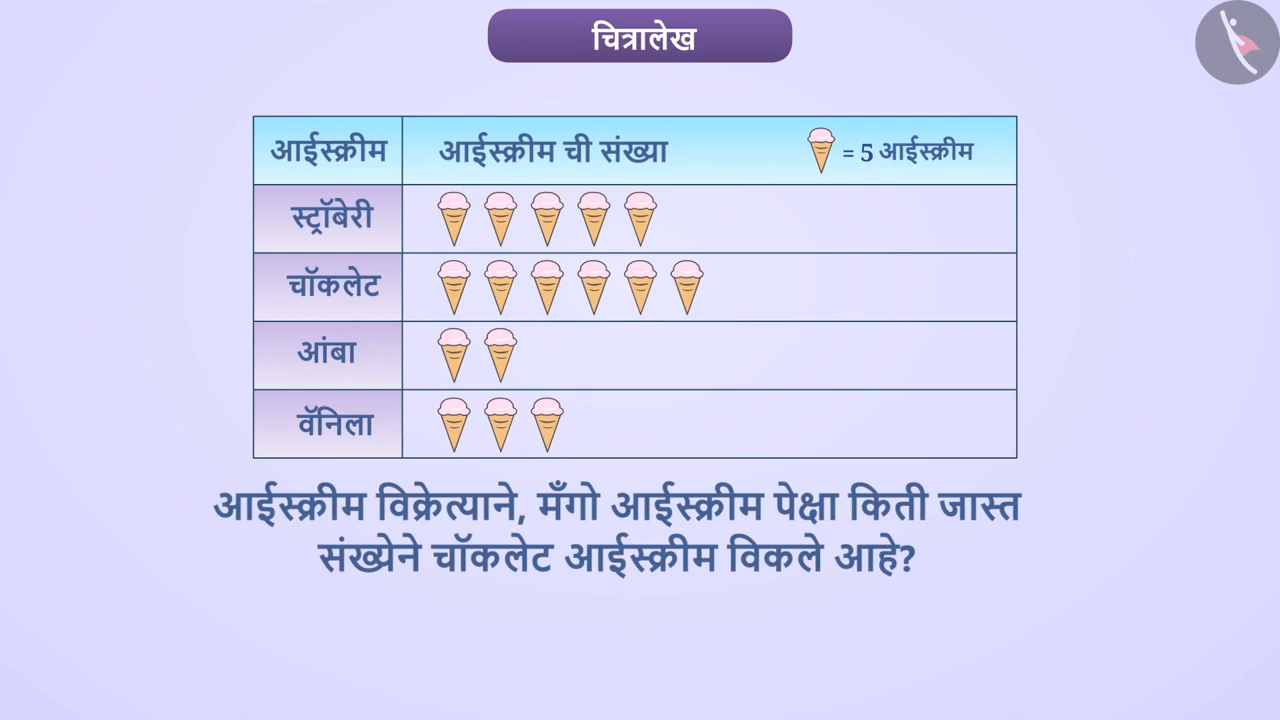 चित्रालेख
आईस्क्रीम आईस्क्रीम ची संख्या = 5 आईस्क्रीम
स्ट्रॉबेरी
चॉकलेट
आंबा
वॅनिला
आईस्क्रीम विक्रेत्याने, मँगो आईस्क्रीम पेक्षा किती जास्त
संख्येने चॉकलेट आईस्क्रीम विकले आहे?